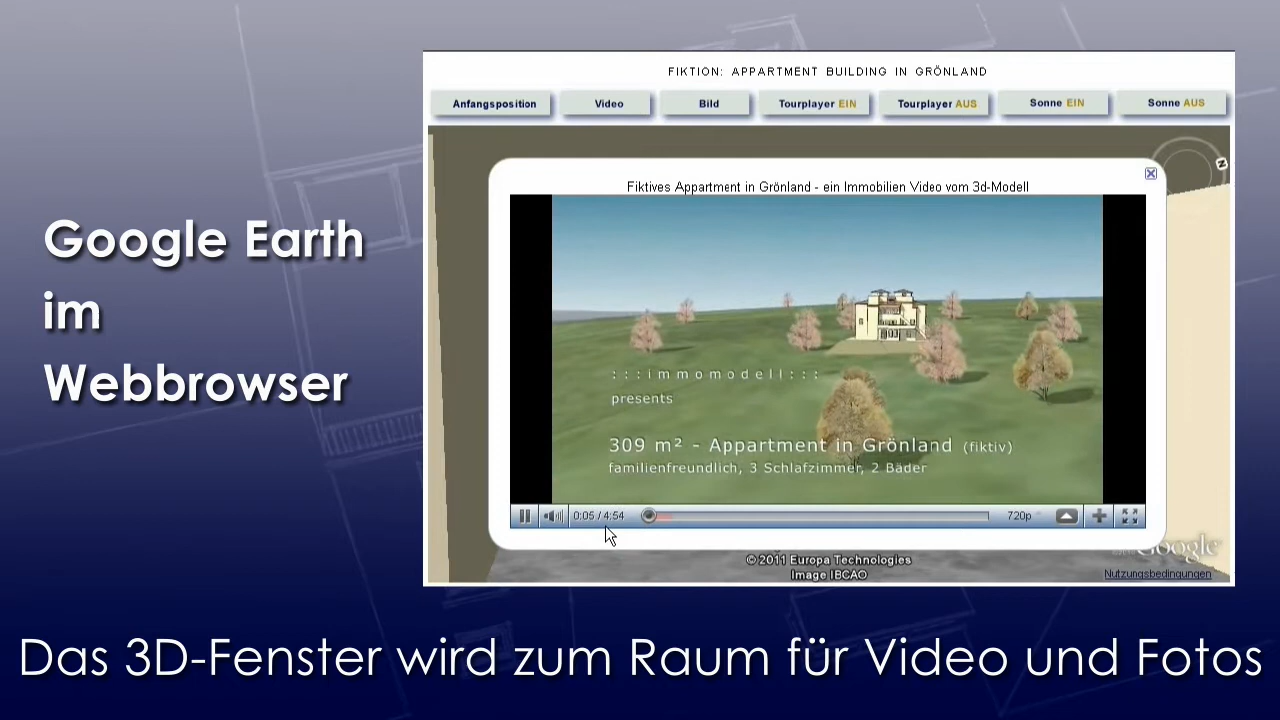 FIKTION: APPARTMENT BUILDING IN GRÖNLAND
Anfangsposition Video Bild Tourplayer EIN Tourplayer AUS Sonne EIN Sonne AUS
Fiktives Appartment in Grönland - ein Immobilien Video vom 3d-Modell
Google Earth
im
Webbrowser
:::immomodell:::
presents
309 m² - Appartment in Grönland (fiktiv)
familienfreundlich, 3 Schlafzimmer, 2 Bäder
0:05 / 4:54 720p
© 2011 Europa Technologies
Image IBCAO
Google
Nutzungsbedingungen
Das 3D-Fenster wird zum Raum für Video und Fotos